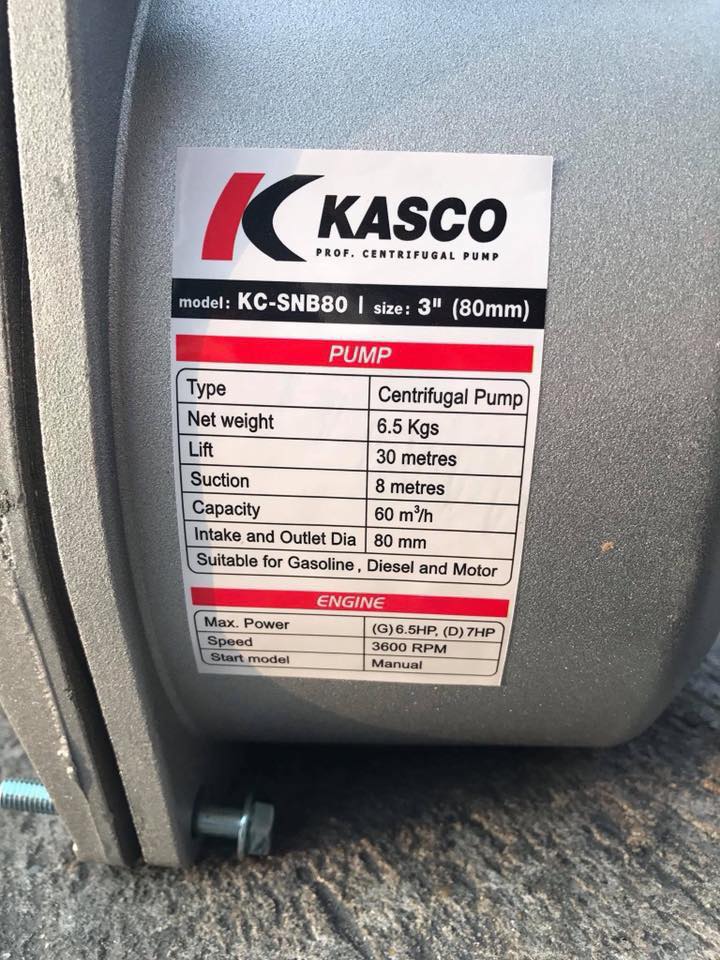 KASCO
PROF. CENTRIFUGAL PUMP
model: KC-SNB80 | size: 3" (80mm)
PUMP
Type Centrifugal Pump
Net weight 6.5 Kgs
Lift 30 metres
Suction 8 metres
Capacity 60 m³/h
Intake and Outlet Dia 80 mm
Suitable for Gasoline , Diesel and Motor
ENGINE
Max. Power (G)6.5HP, (D)7HP
Speed 3600 RPM
Start model Manual